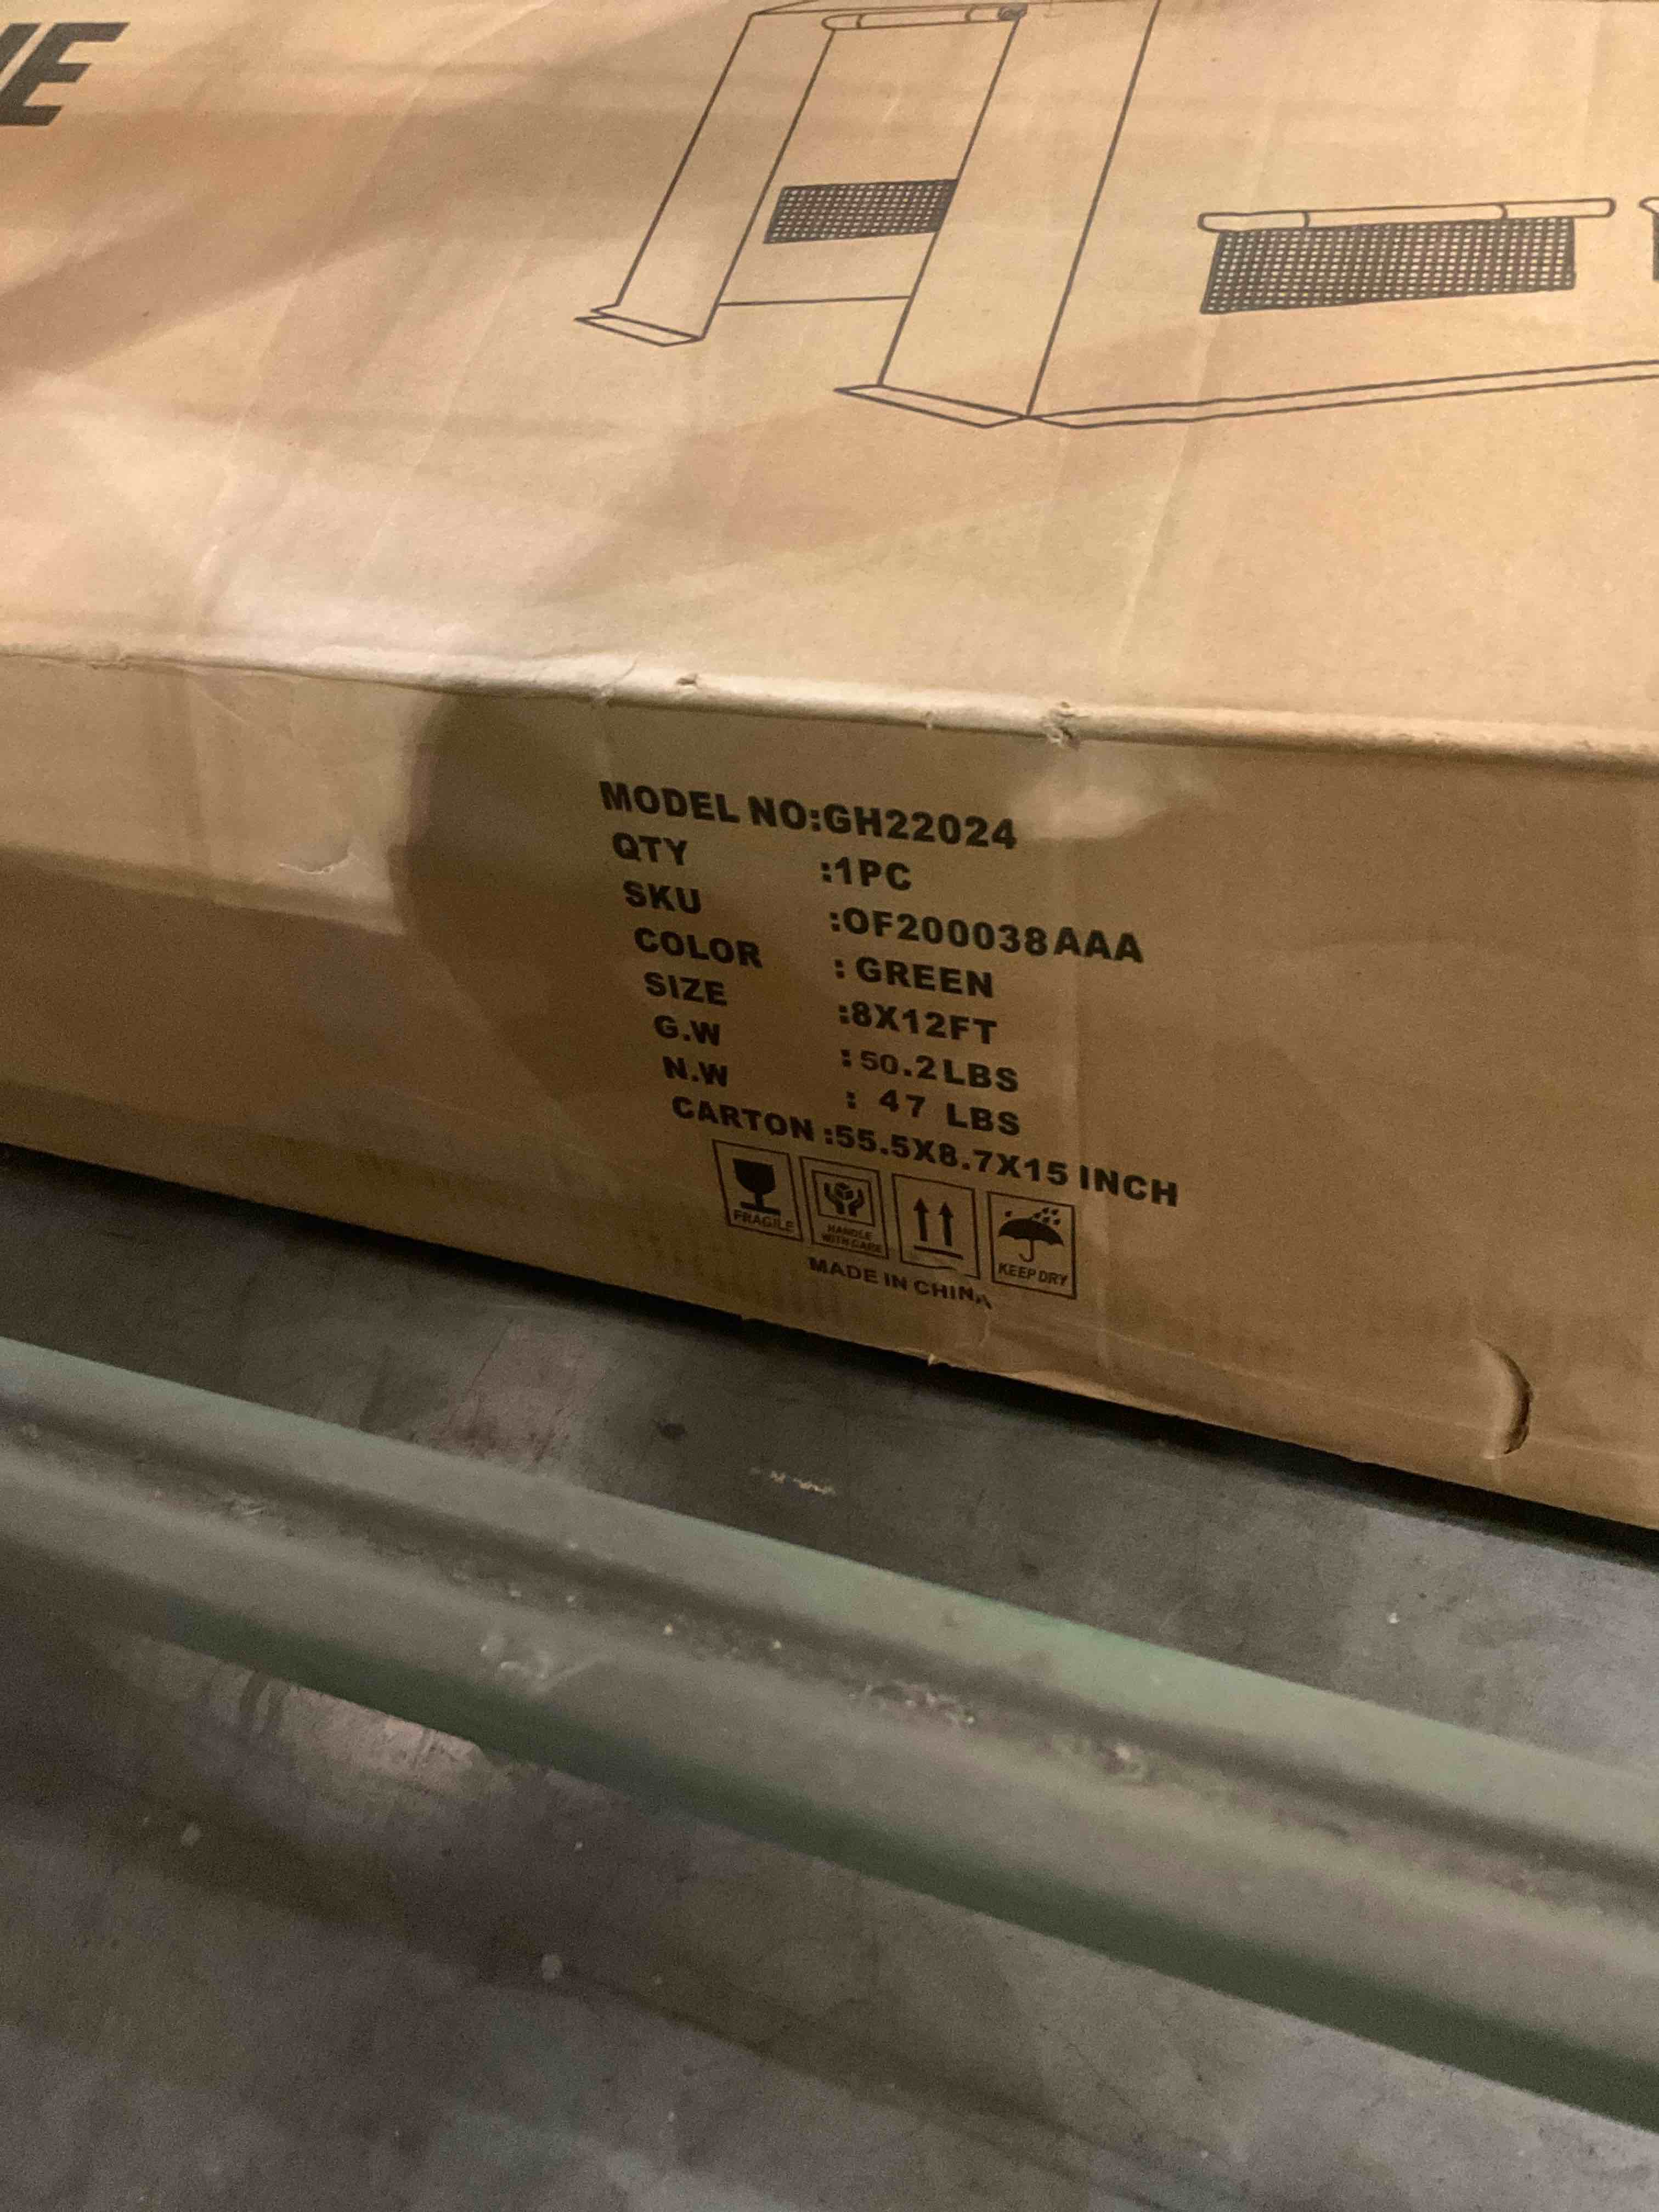 MODEL NO:GH22024
QTY :1PC
SKU :OF200038AAA
COLOR : GREEN
SIZE :8X12FT
G.W :50.2LBS
N.W : 47 LBS
CARTON :55.5X8.7X15 INCH
FRAGILE
HANDLE
WITH CARE
KEEP DRY
MADE IN CHINA